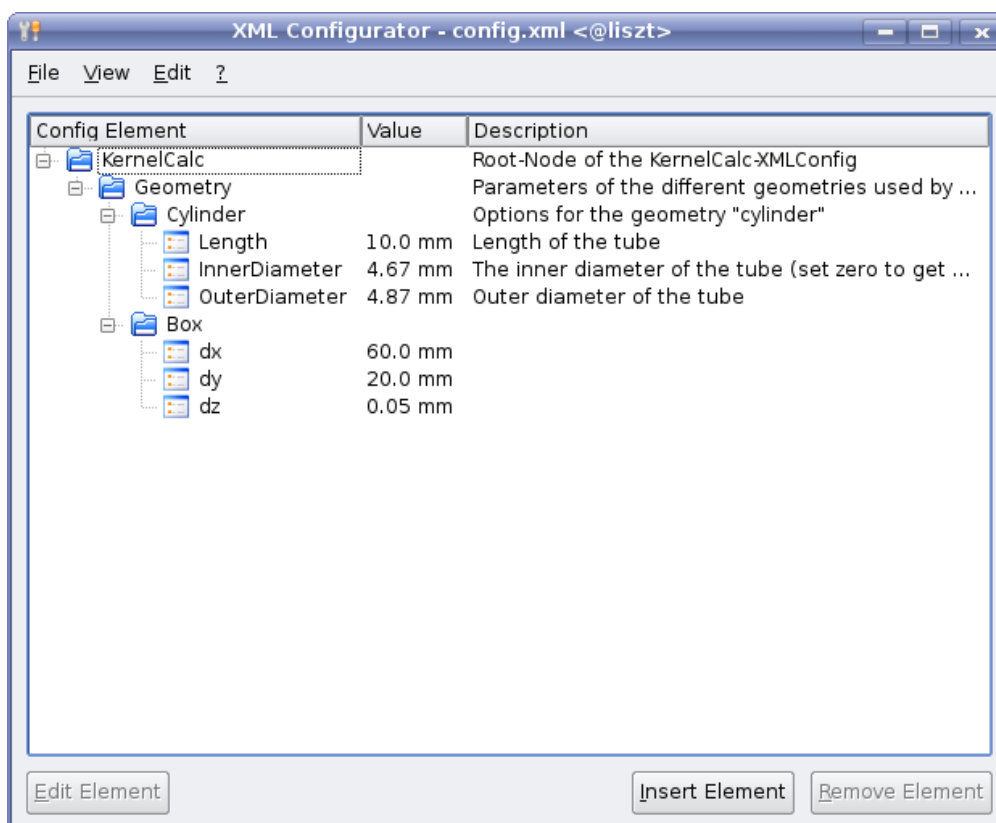 XML Configurator - config.xml <@liszt>
File View Edit ?
Config Element Value Description
KernelCalc Root-Node of the KernelCalc-XMLConfig
Geometry Parameters of the different geometries used by ...
Cylinder Options for the geometry "cylinder"
Length 10.0 mm Length of the tube
InnerDiameter 4.67 mm The inner diameter of the tube (set zero to get ...
OuterDiameter 4.87 mm Outer diameter of the tube
Box
dx 60.0 mm
dy 20.0 mm
dz 0.05 mm
Edit Element Insert Element Remove Element